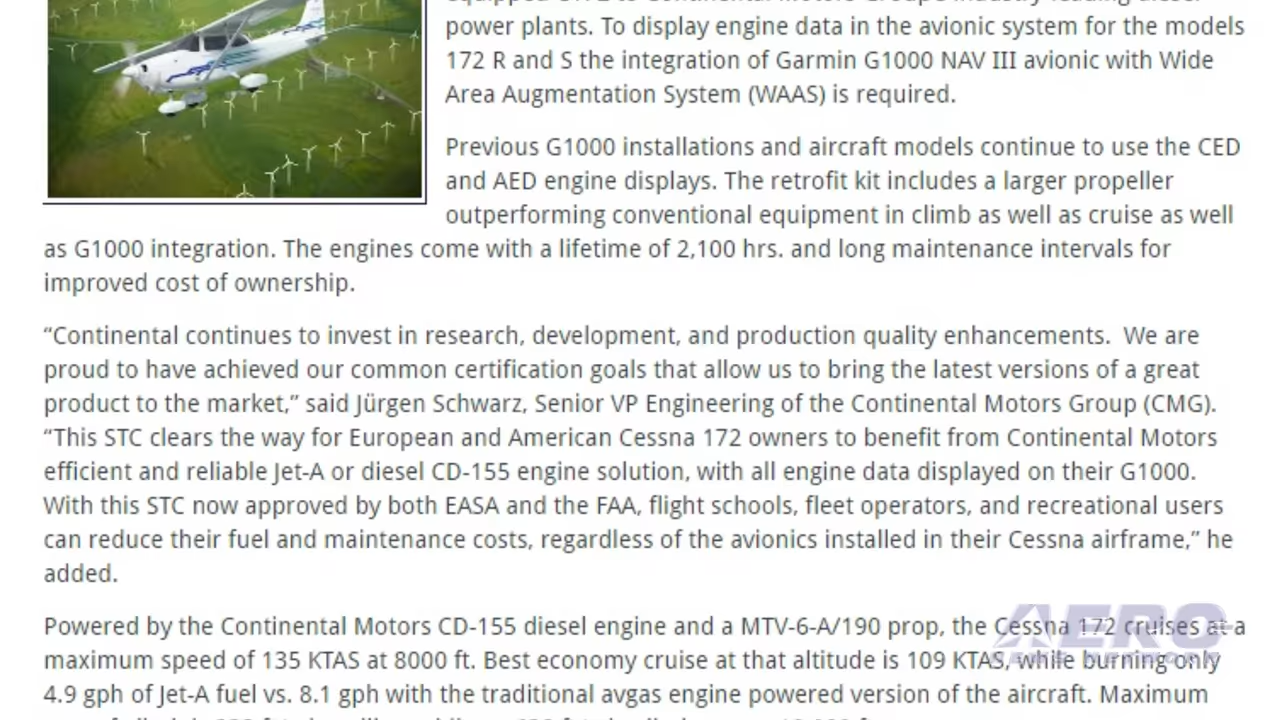 power plants. To display engine data in the avionic system for the models
172 R and S the integration of Garmin G1000 NAV III avionic with Wide
Area Augmentation System (WAAS) is required.
Previous G1000 installations and aircraft models continue to use the CED
and AED engine displays. The retrofit kit includes a larger propeller
outperforming conventional equipment in climb as well as cruise as well
as G1000 integration. The engines come with a lifetime of 2,100 hrs. and long maintenance intervals for
improved cost of ownership.
“Continental continues to invest in research, development, and production quality enhancements.  We are
proud to have achieved our common certification goals that allow us to bring the latest versions of a great
product to the market,” said Jürgen Schwarz, Senior VP Engineering of the Continental Motors Group (CMG).
“This STC clears the way for European and American Cessna 172 owners to benefit from Continental Motors
efficient and reliable Jet-A or diesel CD-155 engine solution, with all engine data displayed on their G1000.
With this STC now approved by both EASA and the FAA, flight schools, fleet operators, and recreational users
can reduce their fuel and maintenance costs, regardless of the avionics installed in their Cessna airframe,” he
added.
Powered by the Continental Motors CD-155 diesel engine and a MTV-6-A/190 prop, the Cessna 172 cruises at a
maximum speed of 135 KTAS at 8000 ft. Best economy cruise at that altitude is 109 KTAS, while burning only
4.9 gph of Jet-A fuel vs. 8.1 gph with the traditional avgas engine powered version of the aircraft. Maximum
AERO